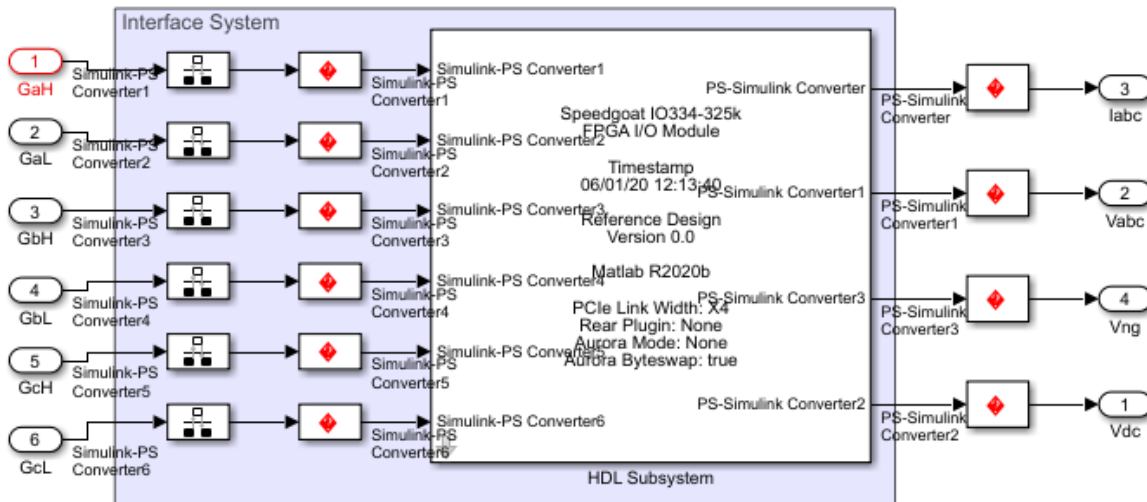 Interface System
1
GaH
Simulink-PS
Converter1
Simulink-PS
Converter1
Simulink-PS Converter1
2
GaL
Simulink-PS
Converter2
Simulink-PS
Converter2
Simulink-PS Converter2
3
GbH
Simulink-PS
Converter3
Simulink-PS
Converter3
Simulink-PS Converter3
4
GbL
Simulink-PS
Converter4
Simulink-PS
Converter4
Simulink-PS Converter4
5
GcH
Simulink-PS
Converter5
Simulink-PS
Converter5
Simulink-PS Converter5
6
GcL
Simulink-PS
Converter6
Simulink-PS
Converter6
Simulink-PS Converter6
Speedgoat IO334-325k
FPGA I/O Module
Timestamp
06/01/20 12:13:40
Reference Design
Version 0.0
Matlab R2020b
PCIe Link Width: X4
Rear Plugin: None
Aurora Mode: None
Aurora Byteswap: true
HDL Subsystem
PS-Simulink Converter
PS-Simulink
Converter
3
Iabc
PS-Simulink Converter1
PS-Simulink
Converter1
2
Vabc
PS-Simulink Converter3
PS-Simulink
Converter3
4
Vng
PS-Simulink Converter2
PS-Simulink
Converter2
1
Vdc